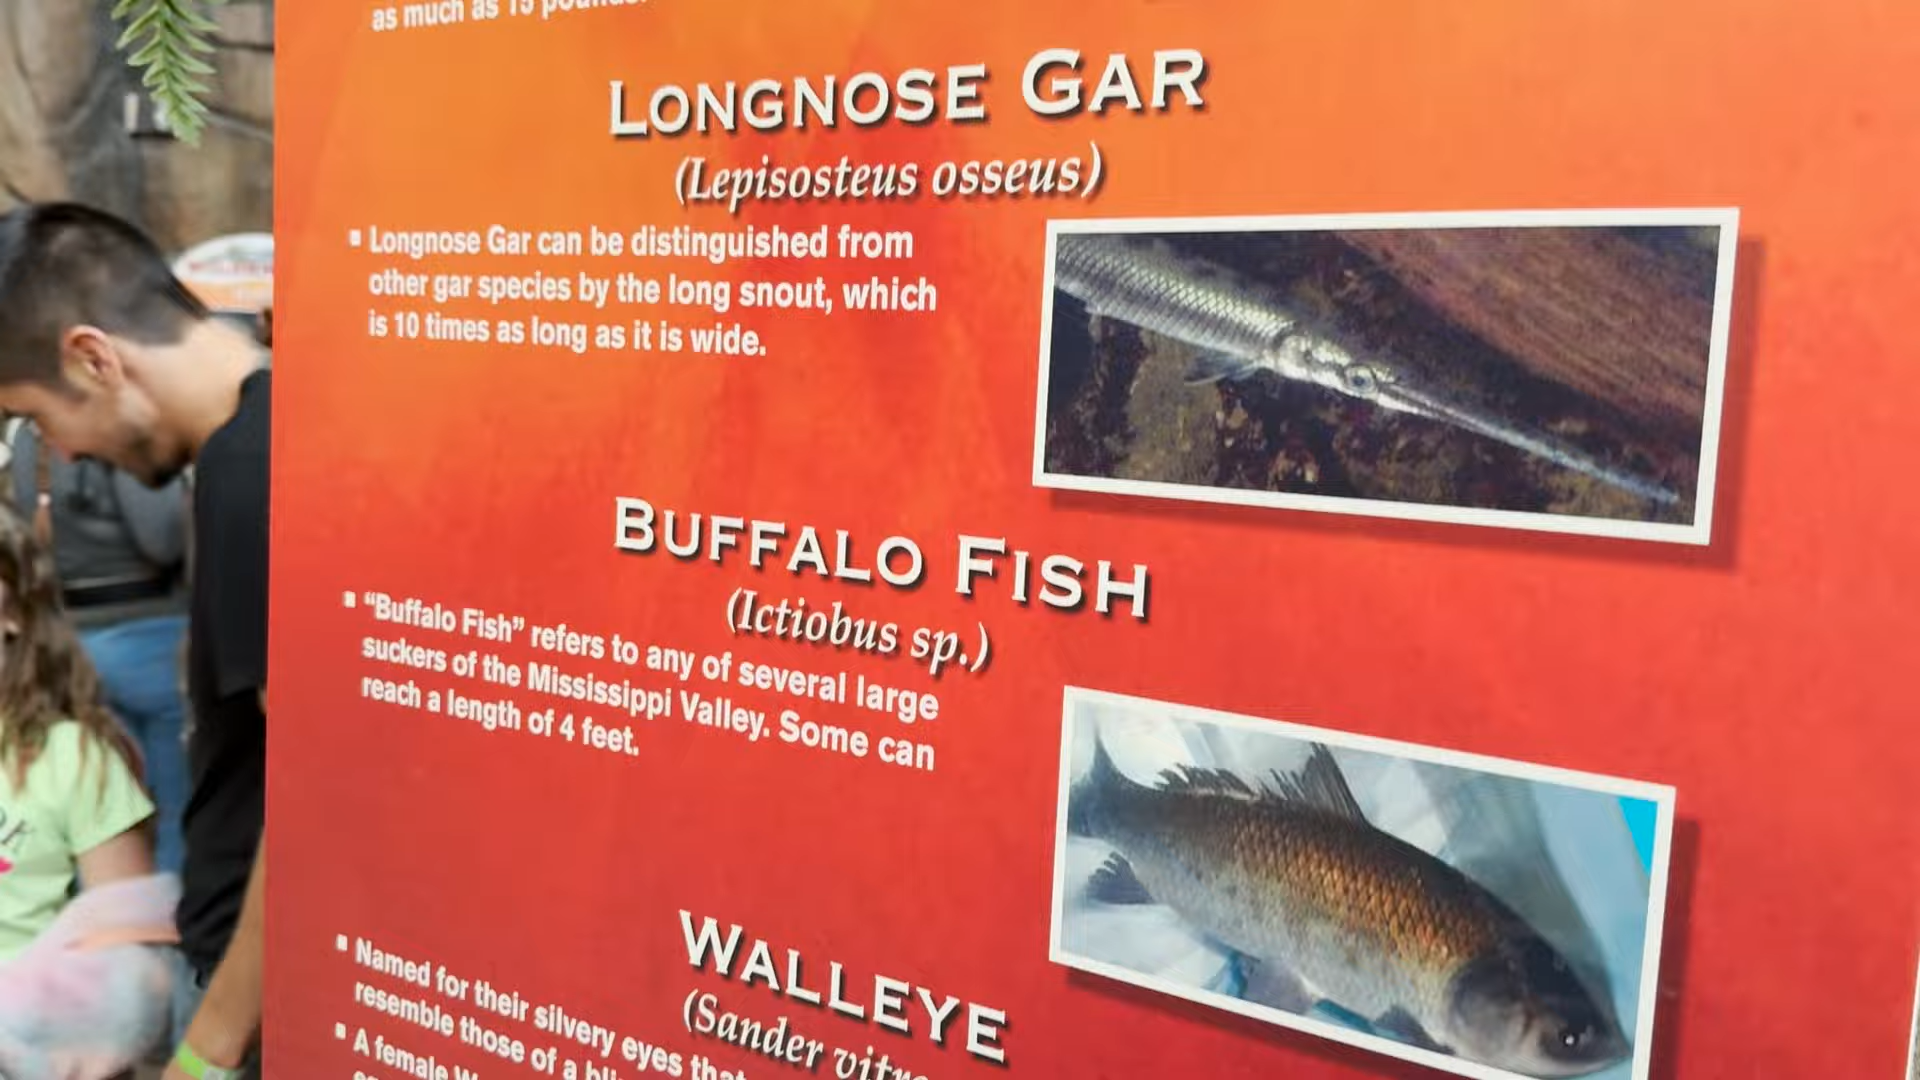 as much as 15 pounds.
LONGNOSE GAR
(Lepisosteus osseus)
▪ Longnose Gar can be distinguished from
other gar species by the long snout, which
is 10 times as long as it is wide.
BUFFALO FISH
(Ictiobus sp.)
▪ “Buffalo Fish” refers to any of several large
suckers of the Mississippi Valley. Some can
reach a length of 4 feet.
WALLEYE
(Sander
▪ Named for their silvery eyes that
resemble those of a
▪ A female